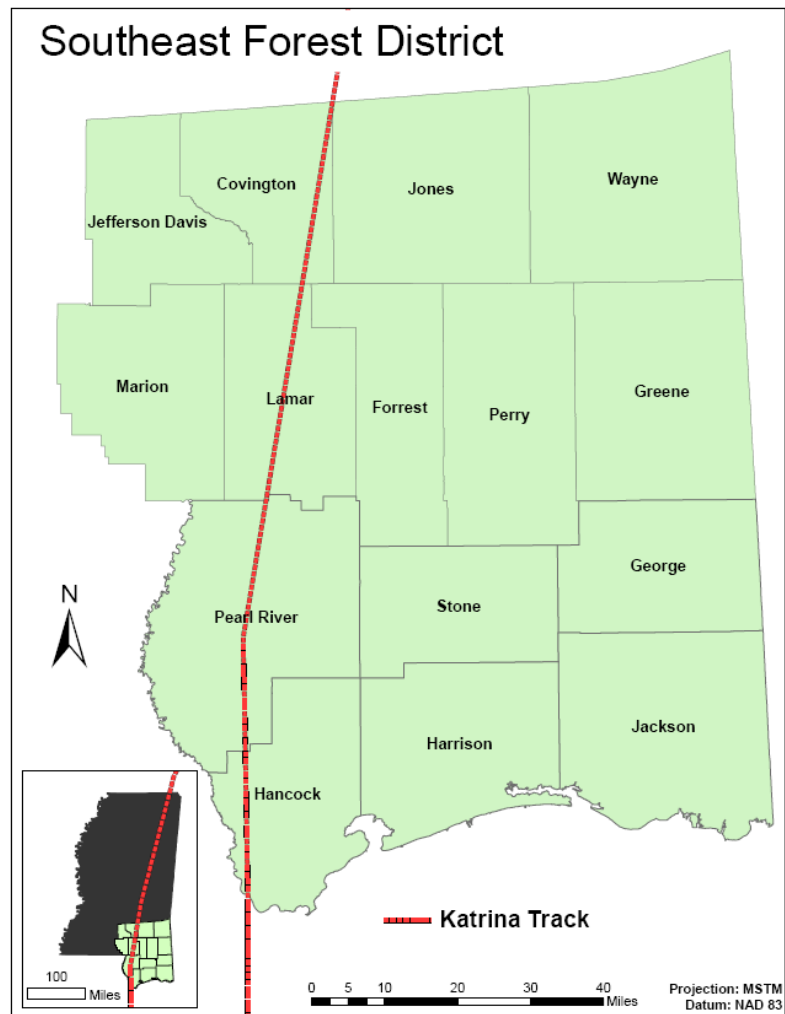 Southeast Forest District
Wayne
Covington
Jones
Jefferson Davis
Marion
Lamar
Forrest
Perry
Greene
George
Stone
Pearl River
N
Jackson
Harrison
Hancock
Katrina Track
100
Miles
0 5 10 20 30 40
Miles
Projection: MSTM
Datum: NAD 83